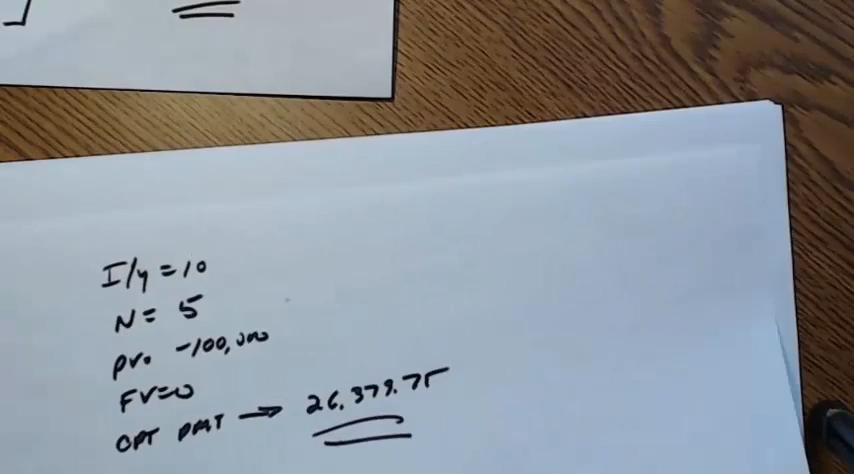 I/Y = 10
N = 5
PV= -100,000
FV=0
CPT PMT → 26,379.75